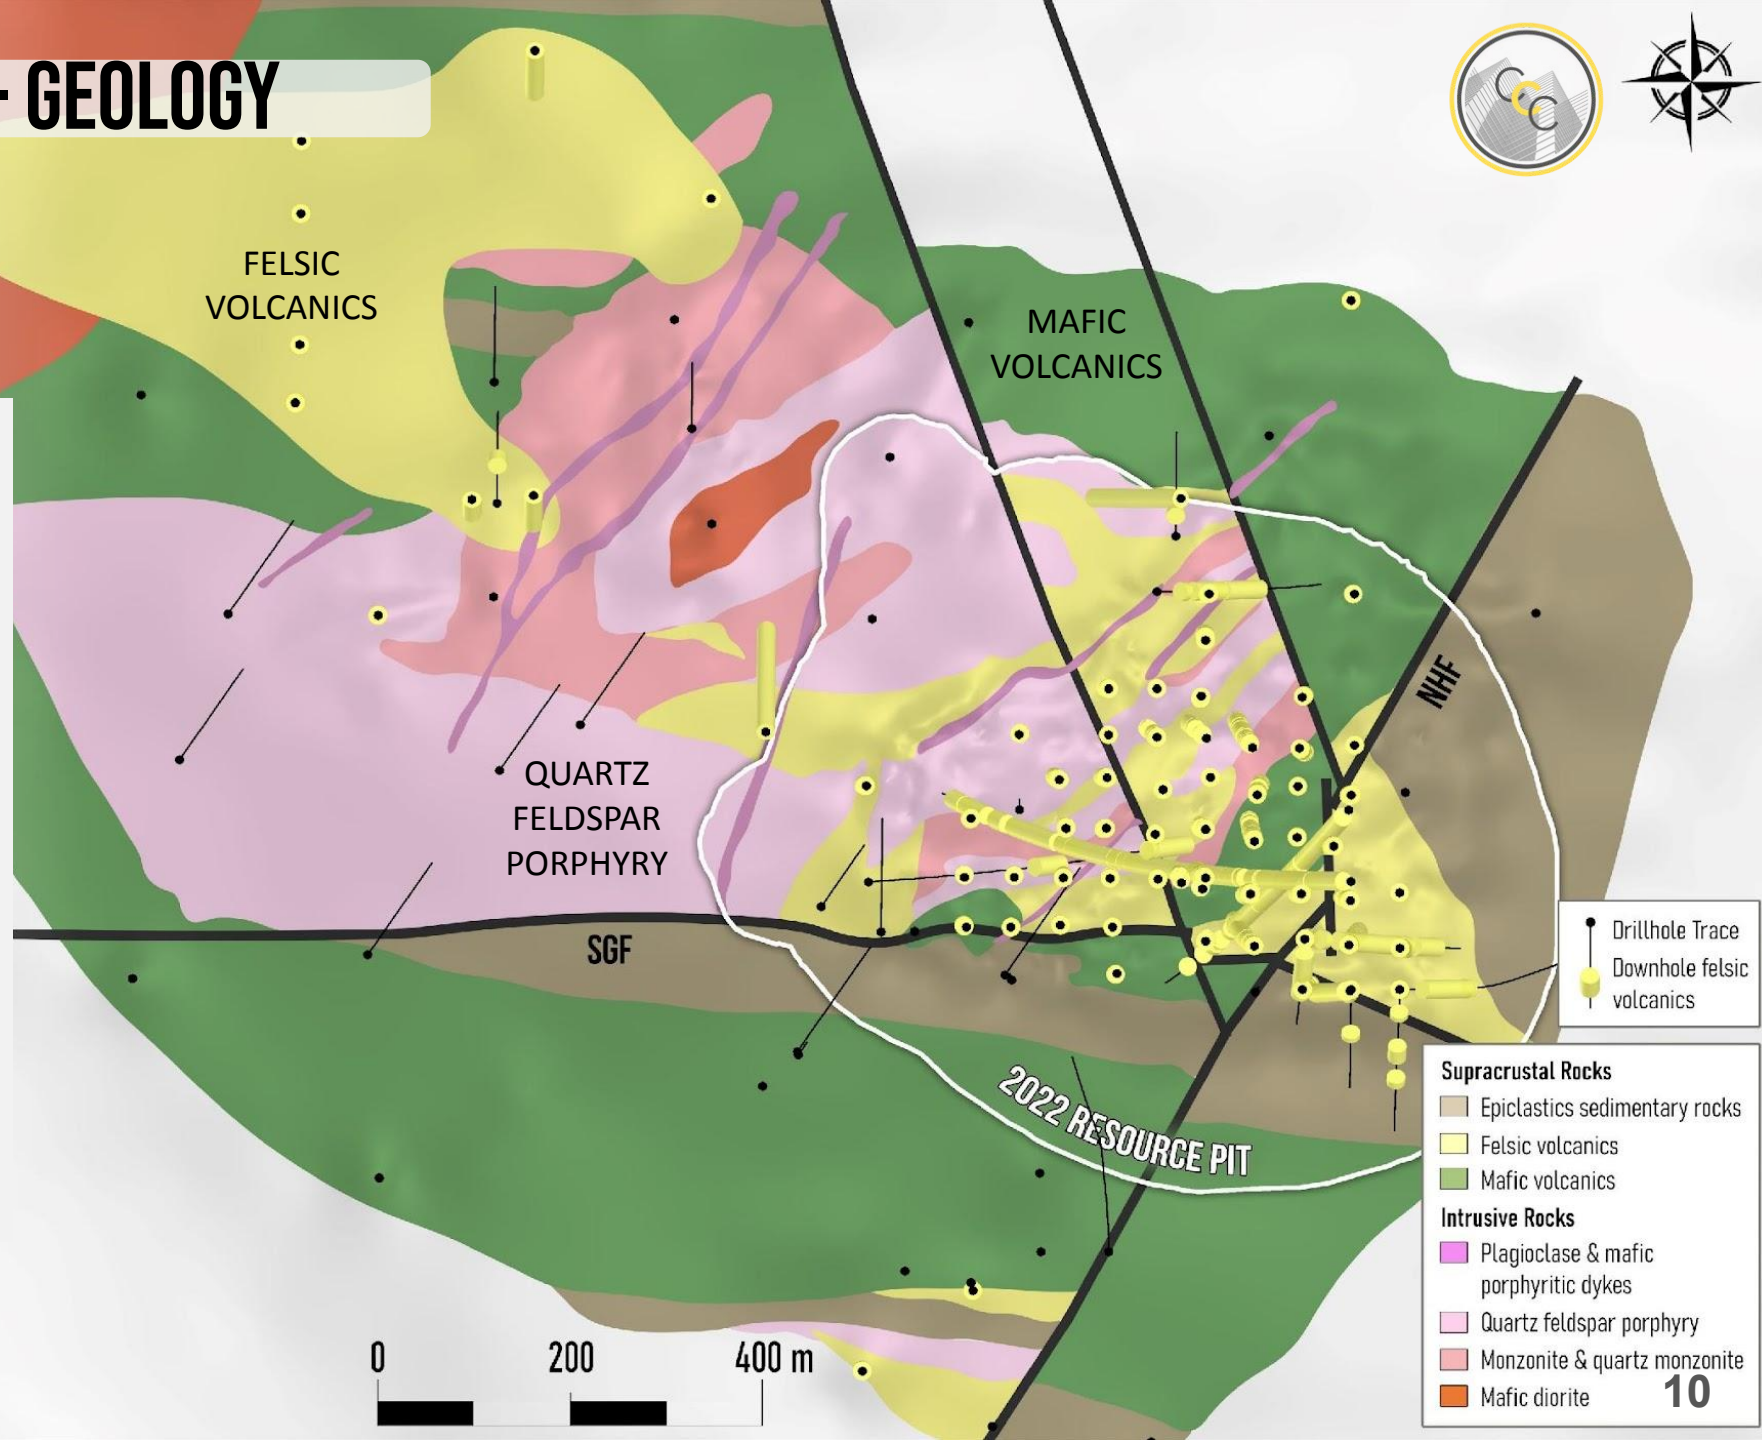 - GEOLOGY
CCC
FELSIC
VOLCANICS
MAFIC
VOLCANICS
NHF
QUARTZ
FELDSPAR
PORPHYRY
SGF
2022 RESOURCE PIT
Drillhole Trace
Downhole felsic
volcanics
Supracrustal Rocks
Epiclastics sedimentary rocks
Felsic volcanics
Mafic volcanics
Intrusive Rocks
Plagioclase & mafic
porphyritic dykes
Quartz feldspar porphyry
Monzonite & quartz monzonite
Mafic diorite
0 200 400 m
10